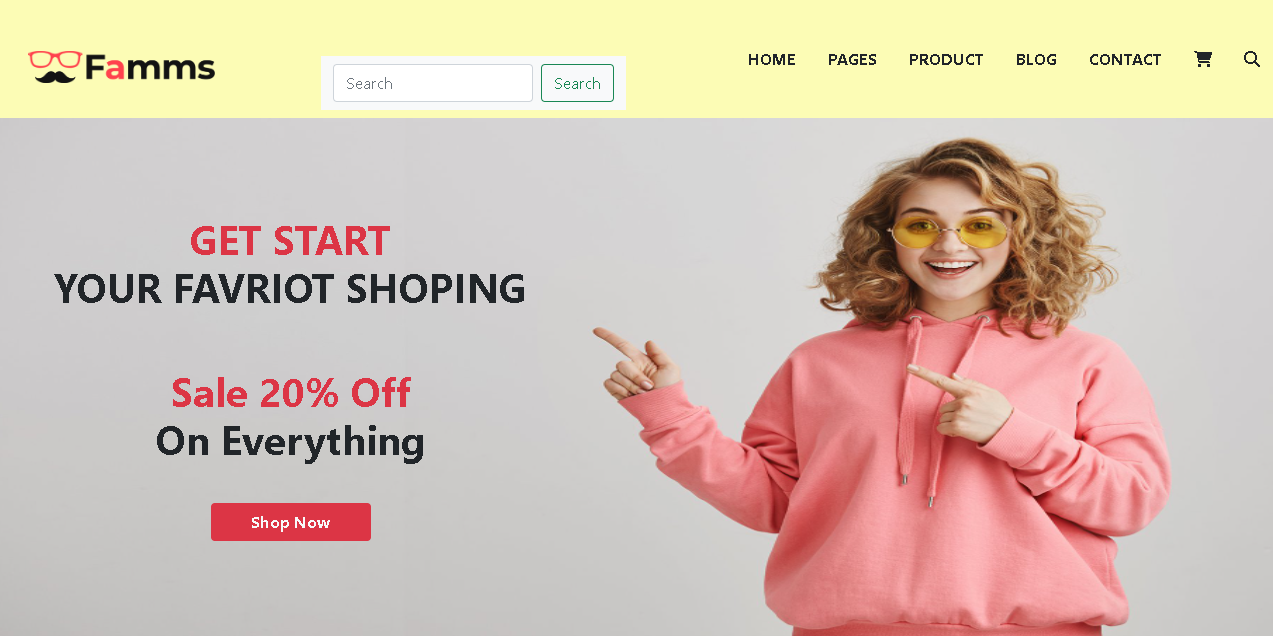 Famms
Search
Search
HOME
PAGES
PRODUCT
BLOG
CONTACT
GET START
YOUR FAVRIOT SHOPING
Sale 20% Off
On Everything
Shop Now